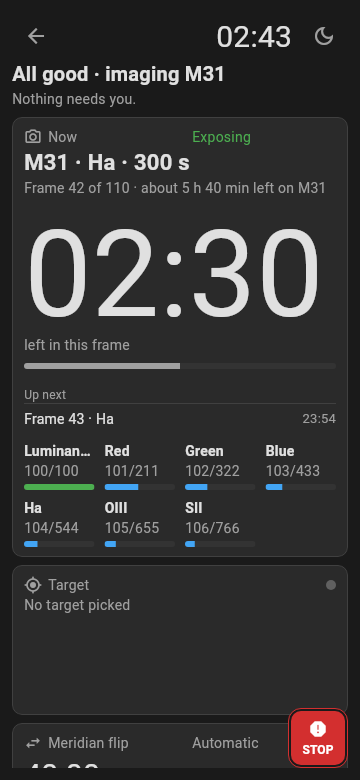 02:43
All good · imaging M31
Nothing needs you.
Now
Exposing
M31 · Ha · 300 s
Frame 42 of 110 · about 5 h 40 min left on M31
02:30
left in this frame
Up next
Frame 43 · Ha
23:54
Luminan…
Red
Green
Blue
100/100
101/211
102/322
103/433
Ha
OIII
SII
104/544
105/655
106/766
Target
No target picked
Meridian flip
Automatic
STOP